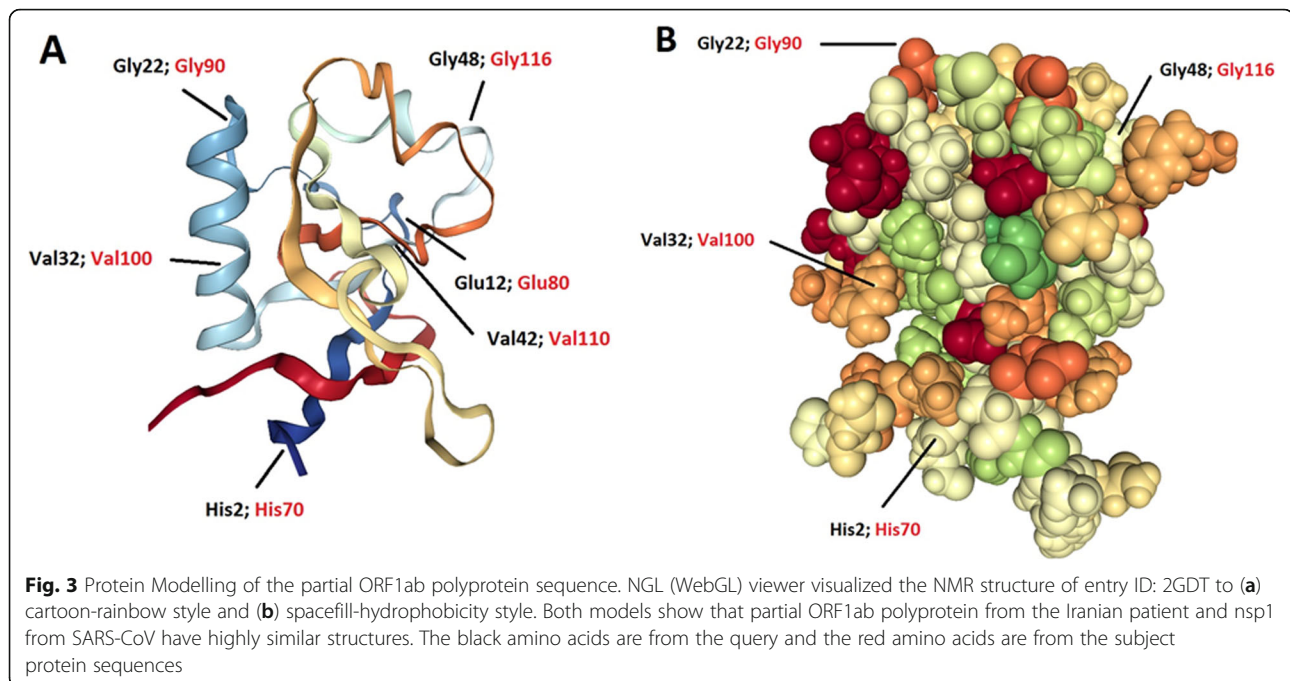 A
B
Gly22; Gly90
Gly48; Gly116
Gly22; Gly90
Gly48; Gly116
Val32; Val100
Val32; Val100
Glu12; Glu80
Val42; Val110
His2; His70
His2; His70
Fig. 3 Protein Modelling of the partial ORF1ab polyprotein sequence. NGL (WebGL) viewer visualized the NMR structure of entry ID: 2GDT to (a)
cartoon-rainbow style and (b) spacefill-hydrophobicity style. Both models show that partial ORF1ab polyprotein from the Iranian patient and nsp1
from SARS-CoV have highly similar structures. The black amino acids are from the query and the red amino acids are from the subject
protein sequences